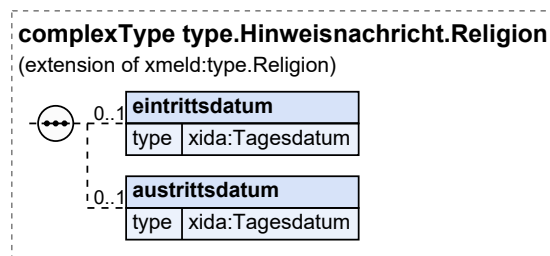 complexType type.Hinweisnachricht.Religion
(extension of xmeld:type.Religion)
0..1 eintrittsdatum
type xida:Tagesdatum
0..1 austrittsdatum
type xida:Tagesdatum